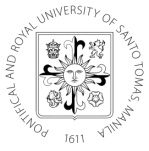 PONTIFICAL AND ROYAL UNIVERSITY OF SANTO TOMAS, MANILA
1611